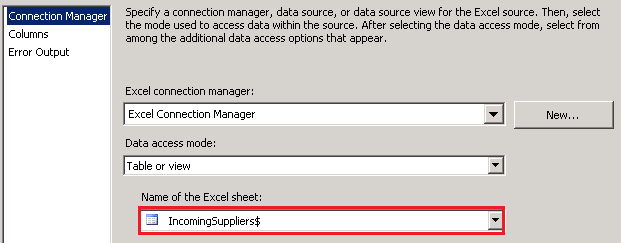 Connection Manager
Columns
Error Output
Specify a connection manager, data source, or data source view for the Excel source. Then, select
the mode used to access data within the source. After selecting the data access mode, select from
among the additional data access options that appear.
Excel connection manager:
Excel Connection Manager
New...
Data access mode:
Table or view
Name of the Excel sheet:
IncomingSuppliers$